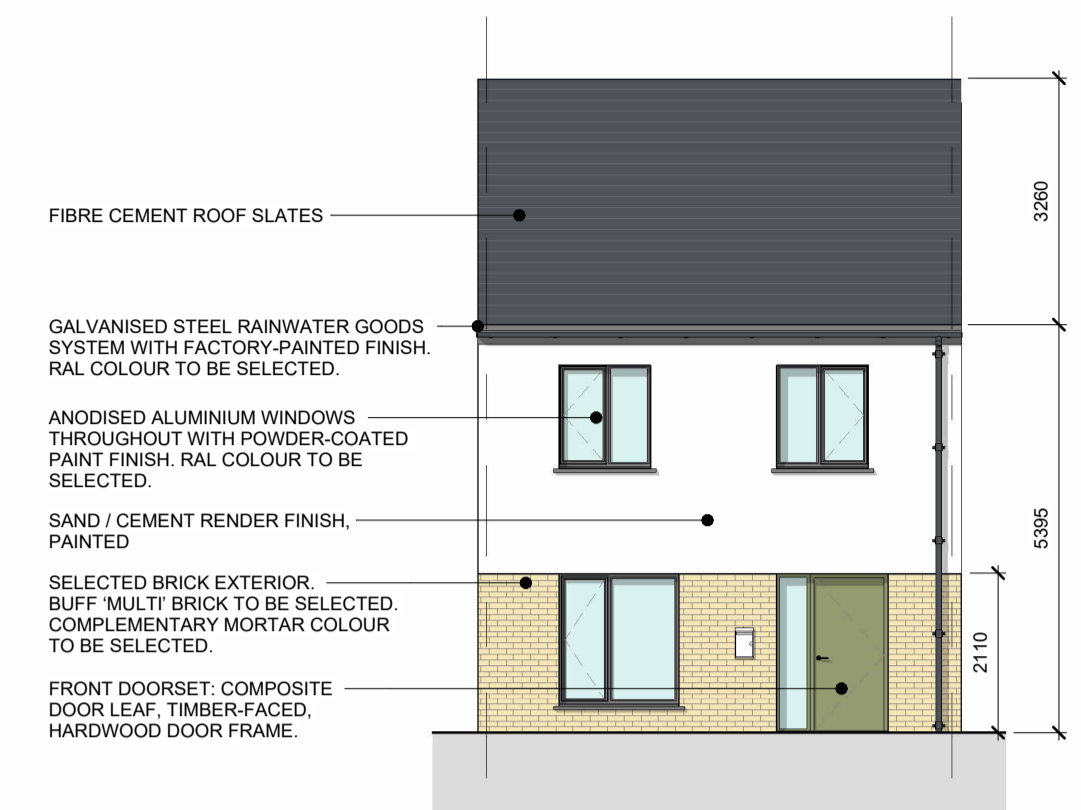 FIBRE CEMENT ROOF SLATES
GALVANISED STEEL RAINWATER GOODS
SYSTEM WITH FACTORY-PAINTED FINISH.
RAL COLOUR TO BE SELECTED.
ANODISED ALUMINIUM WINDOWS
THROUGHOUT WITH POWDER-COATED
PAINT FINISH. RAL COLOUR TO BE
SELECTED.
SAND / CEMENT RENDER FINISH,
PAINTED
SELECTED BRICK EXTERIOR.
BUFF ‘MULTI’ BRICK TO BE SELECTED.
COMPLEMENTARY MORTAR COLOUR
TO BE SELECTED.
FRONT DOORSET: COMPOSITE
DOOR LEAF, TIMBER-FACED,
HARDWOOD DOOR FRAME.
3260
5395
2110